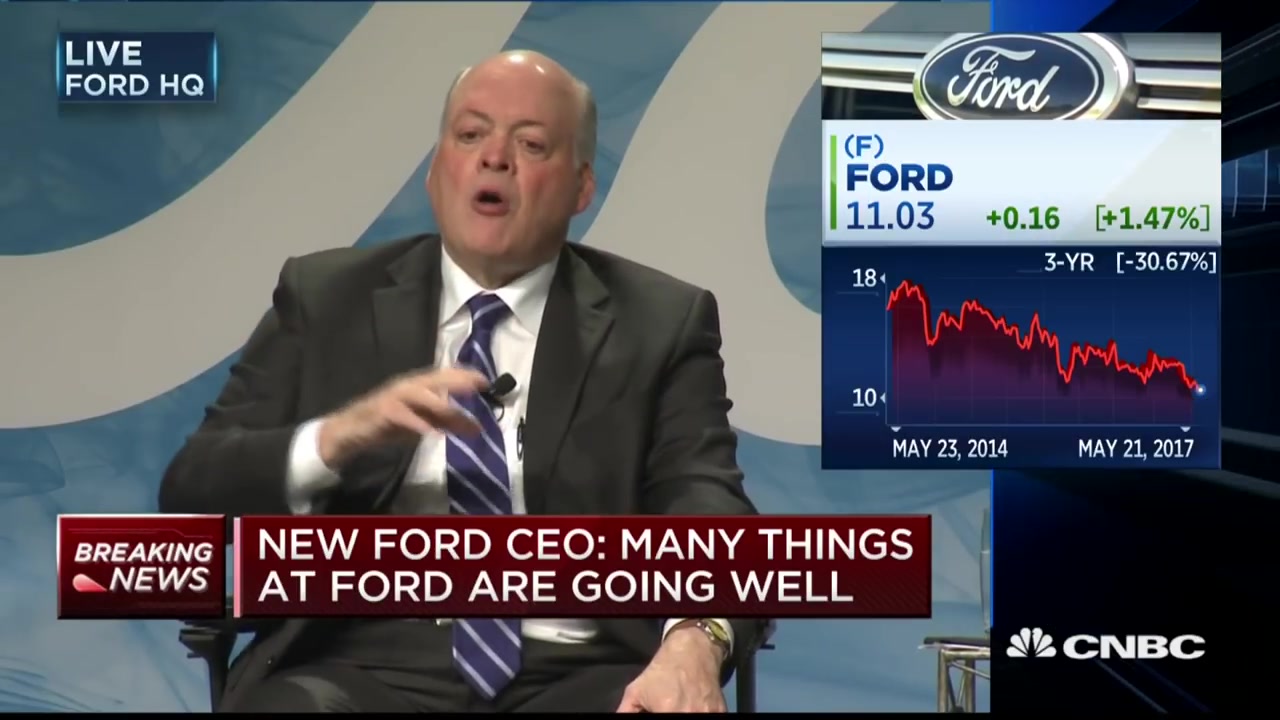 LIVE
FORD HQ
Ford
(F)
FORD
11.03 +0.16 [+1.47%]
3-YR [-30.67%]
18
10
MAY 23, 2014 MAY 21, 2017
BREAKING
NEWS
NEW FORD CEO: MANY THINGS
AT FORD ARE GOING WELL
CNBC